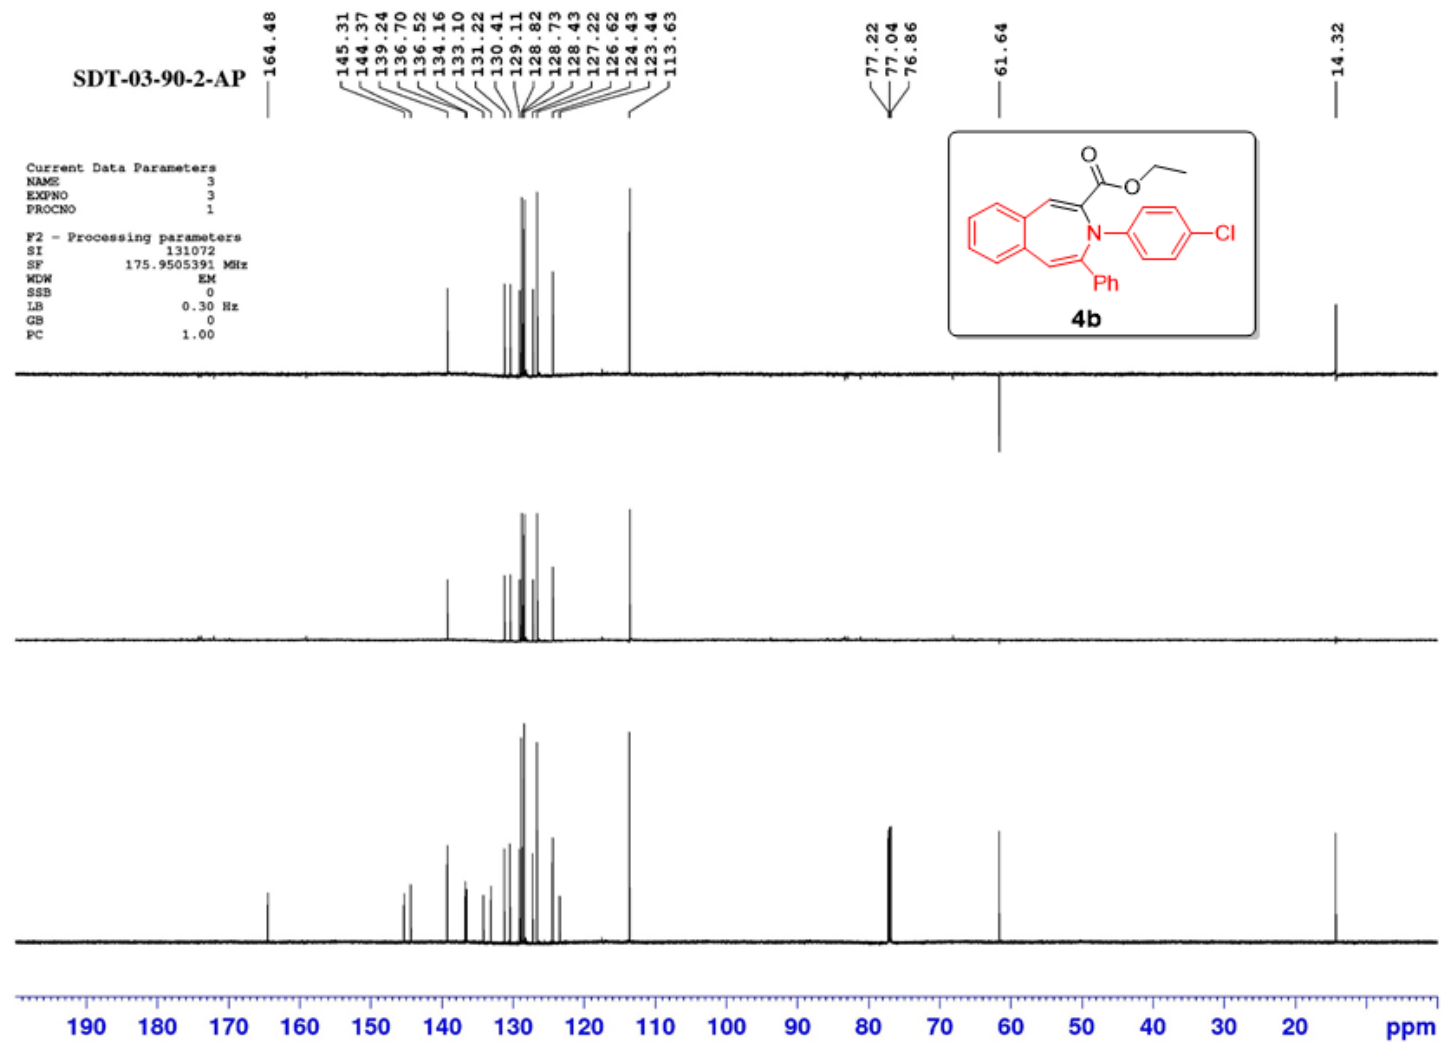 SDT-03-90-2-AP
164.48
145.31
144.37
139.24
136.70
136.52
134.16
133.10
131.22
130.41
129.11
128.82
128.73
128.43
127.22
126.62
124.43
123.44
113.63
77.22
77.04
76.86
61.64
14.32
Current Data Parameters
NAME 3
EXPNO 3
PROCNO 1
F2 - Processing parameters
SI 131072
SF 175.9505391 MHz
WDW EM
SSB 0
LB 0.30 Hz
GB 0
PC 1.00
O
O
N
Cl
Ph
4b
190 180 170 160 150 140 130 120 110 100 90 80 70 60 50 40 30 20 ppm